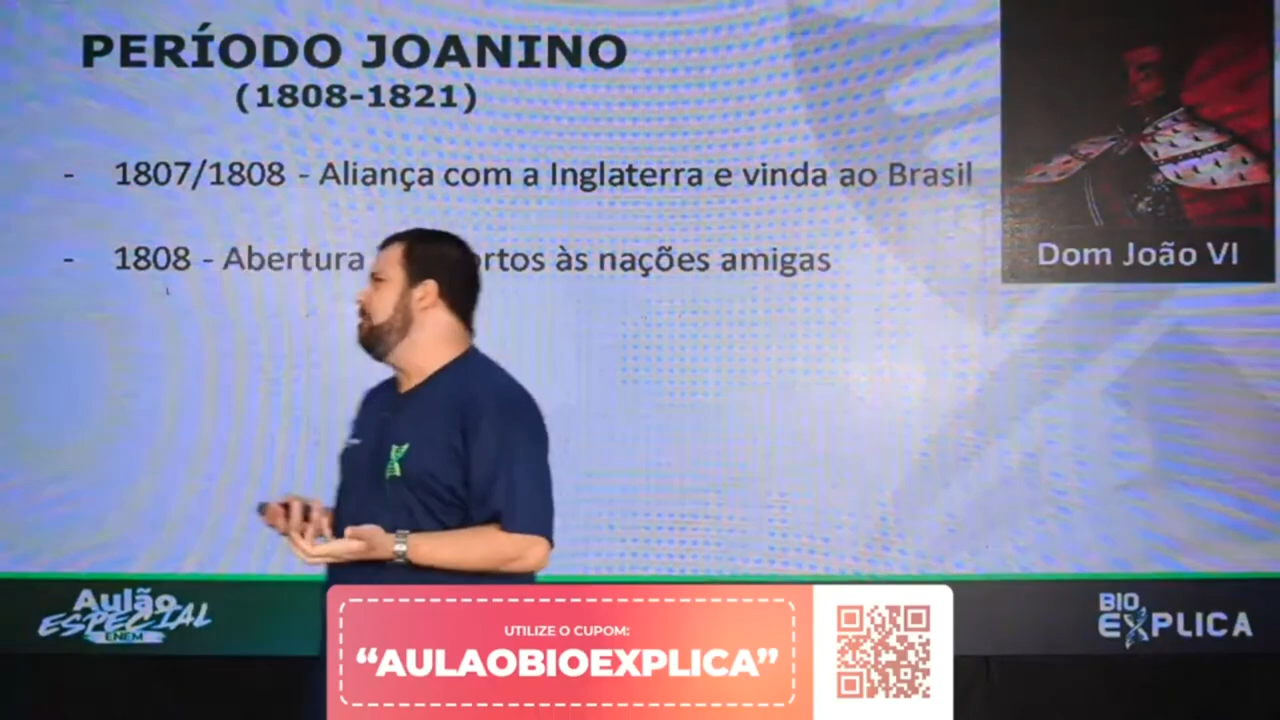 PERÍODO JOANINO
(1808-1821)
- 1807/1808 - Aliança com a Inglaterra e vinda ao Brasil
- 1808 - Abertura ortos às nações amigas
Dom João VI
Aulão
ESPECIAL
ENEM
BIO
EXPLICA
UTILIZE O CUPOM:
“AULAOBIOEXPLICA”